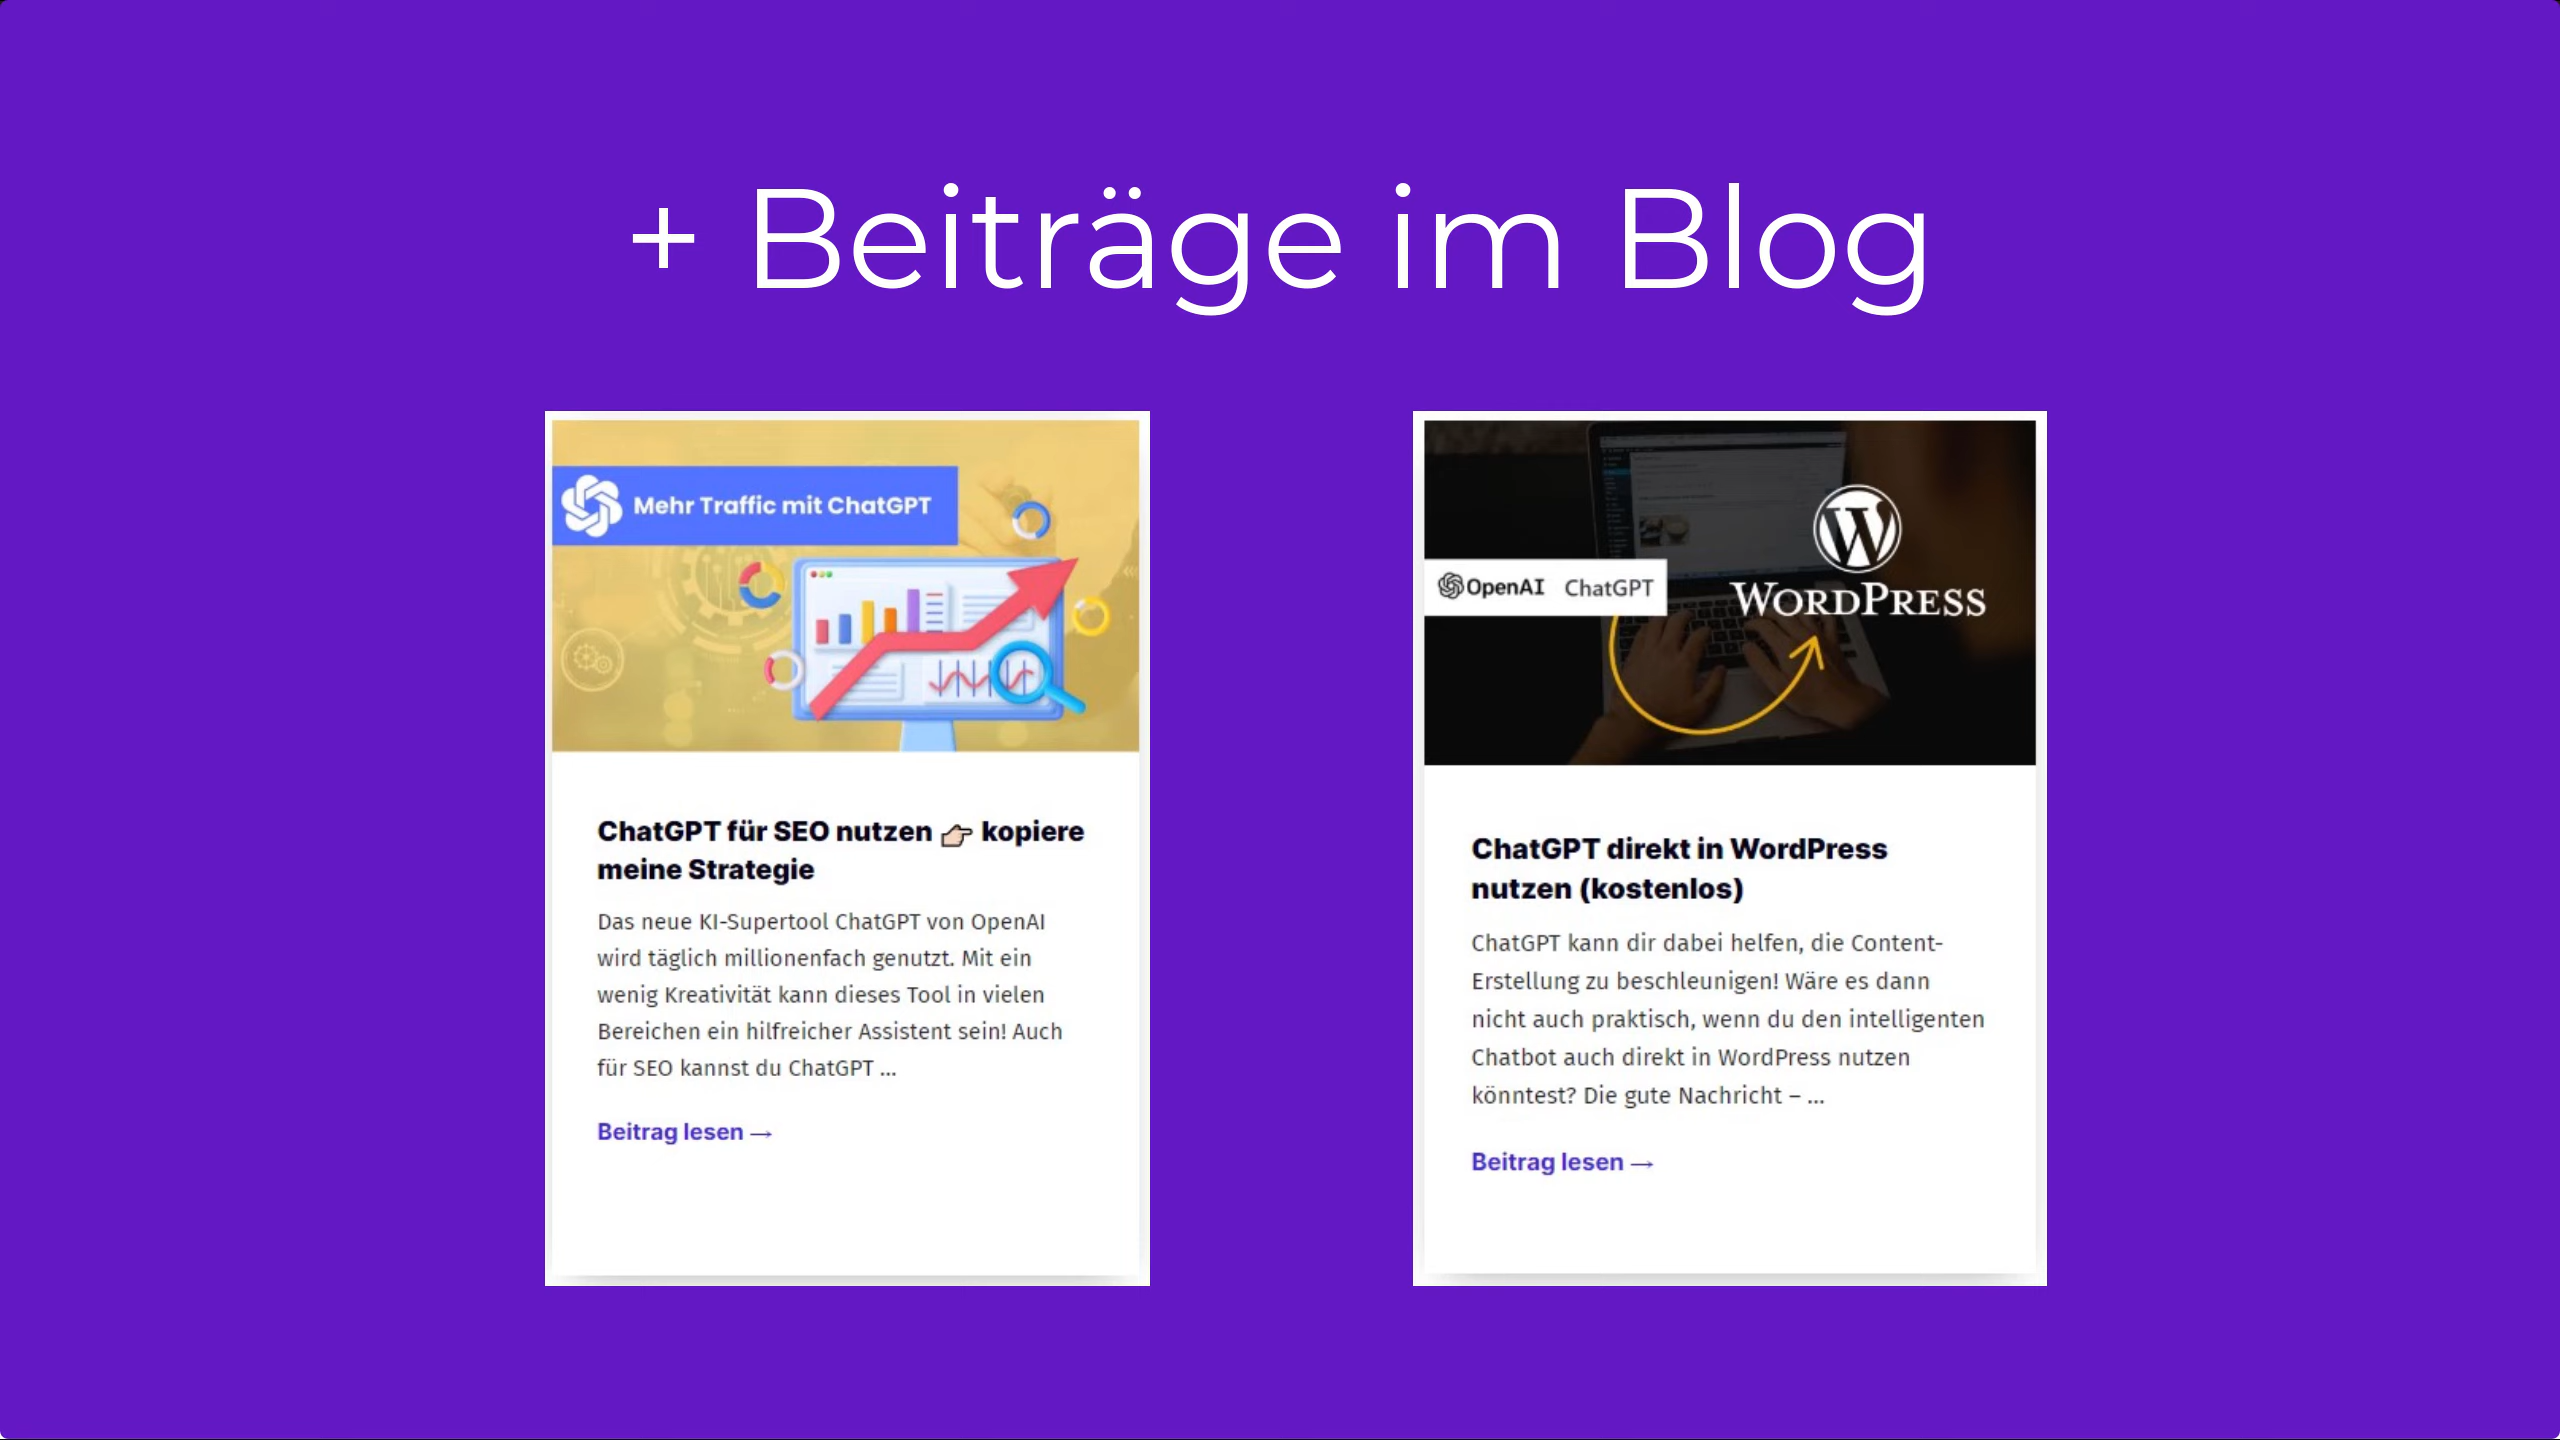 + Beiträge im Blog
Mehr Traffic mit ChatGPT
ChatGPT für SEO nutzen 👉🏻 kopiere
meine Strategie
Das neue KI-Supertool ChatGPT von OpenAI
wird täglich millionenfach genutzt. Mit ein
wenig Kreativität kann dieses Tool in vielen
Bereichen ein hilfreicher Assistent sein! Auch
für SEO kannst du ChatGPT ...
Beitrag lesen →
OpenAI ChatGPT
WORDPRESS
ChatGPT direkt in WordPress
nutzen (kostenlos)
ChatGPT kann dir dabei helfen, die Content-
Erstellung zu beschleunigen! Wäre es dann
nicht auch praktisch, wenn du den intelligenten
Chatbot auch direkt in WordPress nutzen
könntest? Die gute Nachricht – ...
Beitrag lesen →